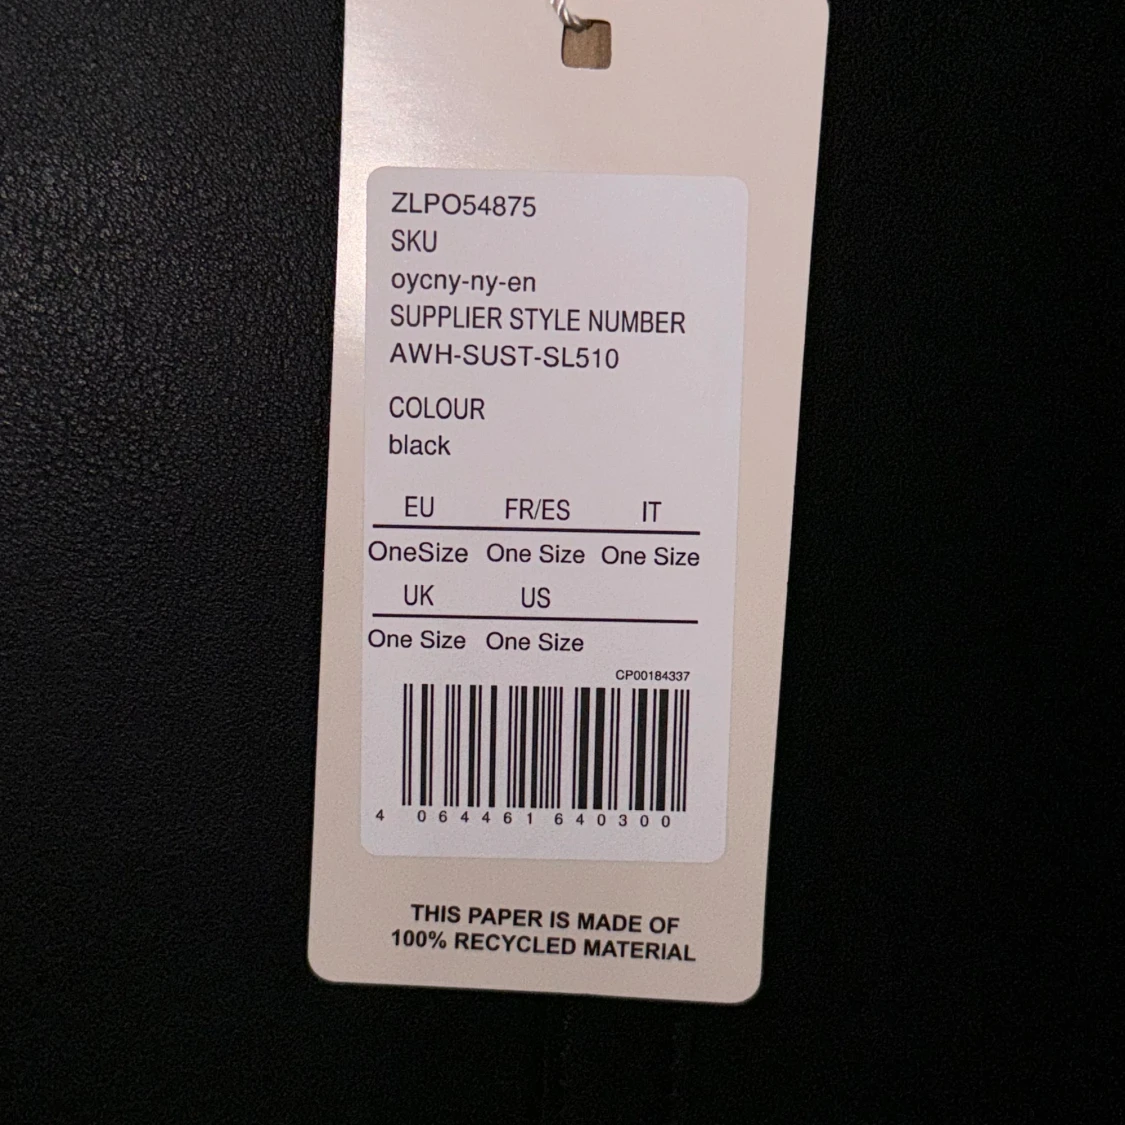 ZLPO54875
SKU
oycny-ny-en
SUPPLIER STYLE NUMBER
AWH-SUST-SL510
COLOUR
black
EU FR/ES IT
OneSize One Size One Size
UK US
One Size One Size
CP00184337
4 064461 640300
THIS PAPER IS MADE OF
100% RECYCLED MATERIAL